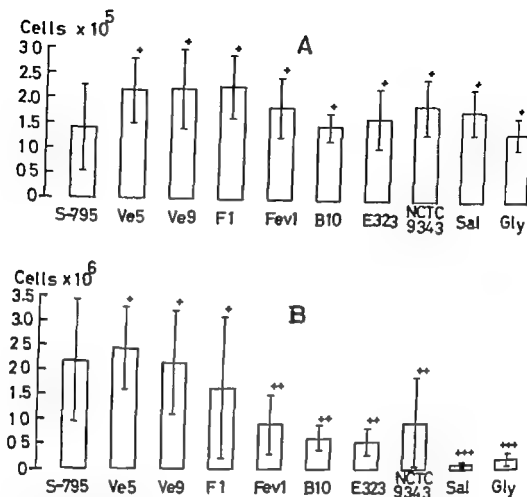 Cells x 10^5
A
3 0
2.5
2.0
1.5
1.0
0 5
0
+ + + + + + + + +
S-795 Ve5 Ve9 F1 Fev1 B10 E323 NCTC 9343 Sal Gly
Cells x10^6
B
3.5
3.0
2.5
2 0
1.5
1 0
0 5
0
+ + + ++ ++ ++ ++ +++ +++
S-795 Ve5 Ve9 F1 Fev1 B10 E323 NCTC 9343 Sal Gly